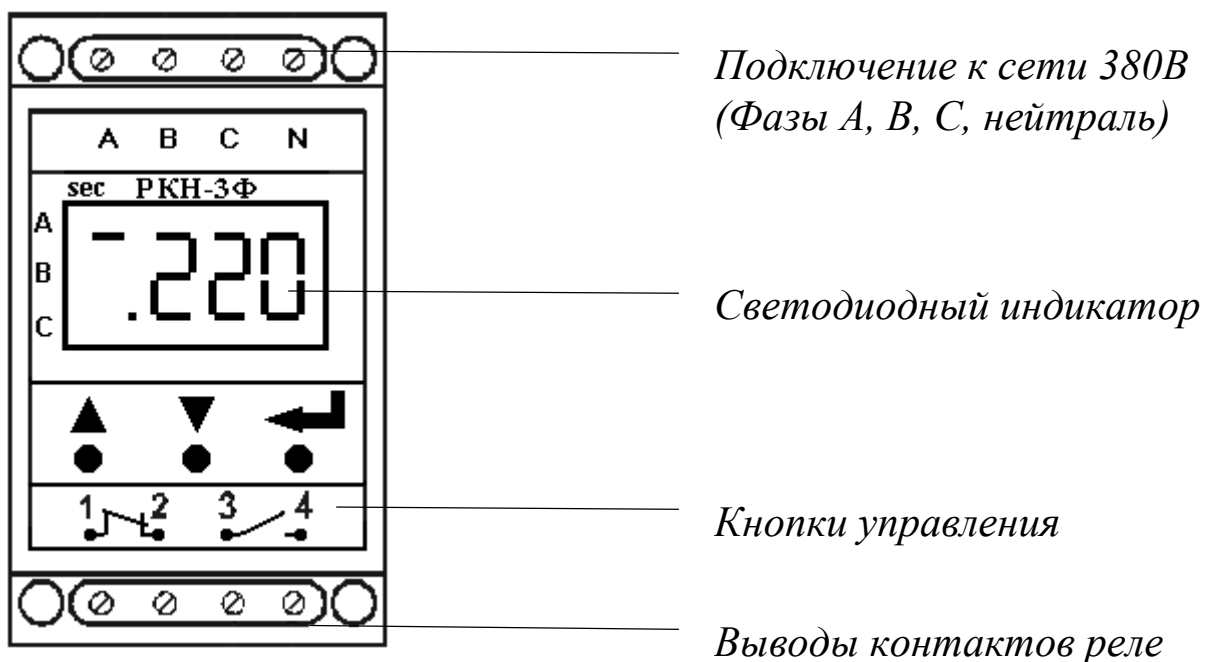 Подключение к сети 380В
(Фазы А, В, С, нейтраль)
A B C N
sec РКН-3Ф
A
B
C
.220
Светодиодный индикатор
1 2 3 4
Кнопки управления
Выводы контактов реле